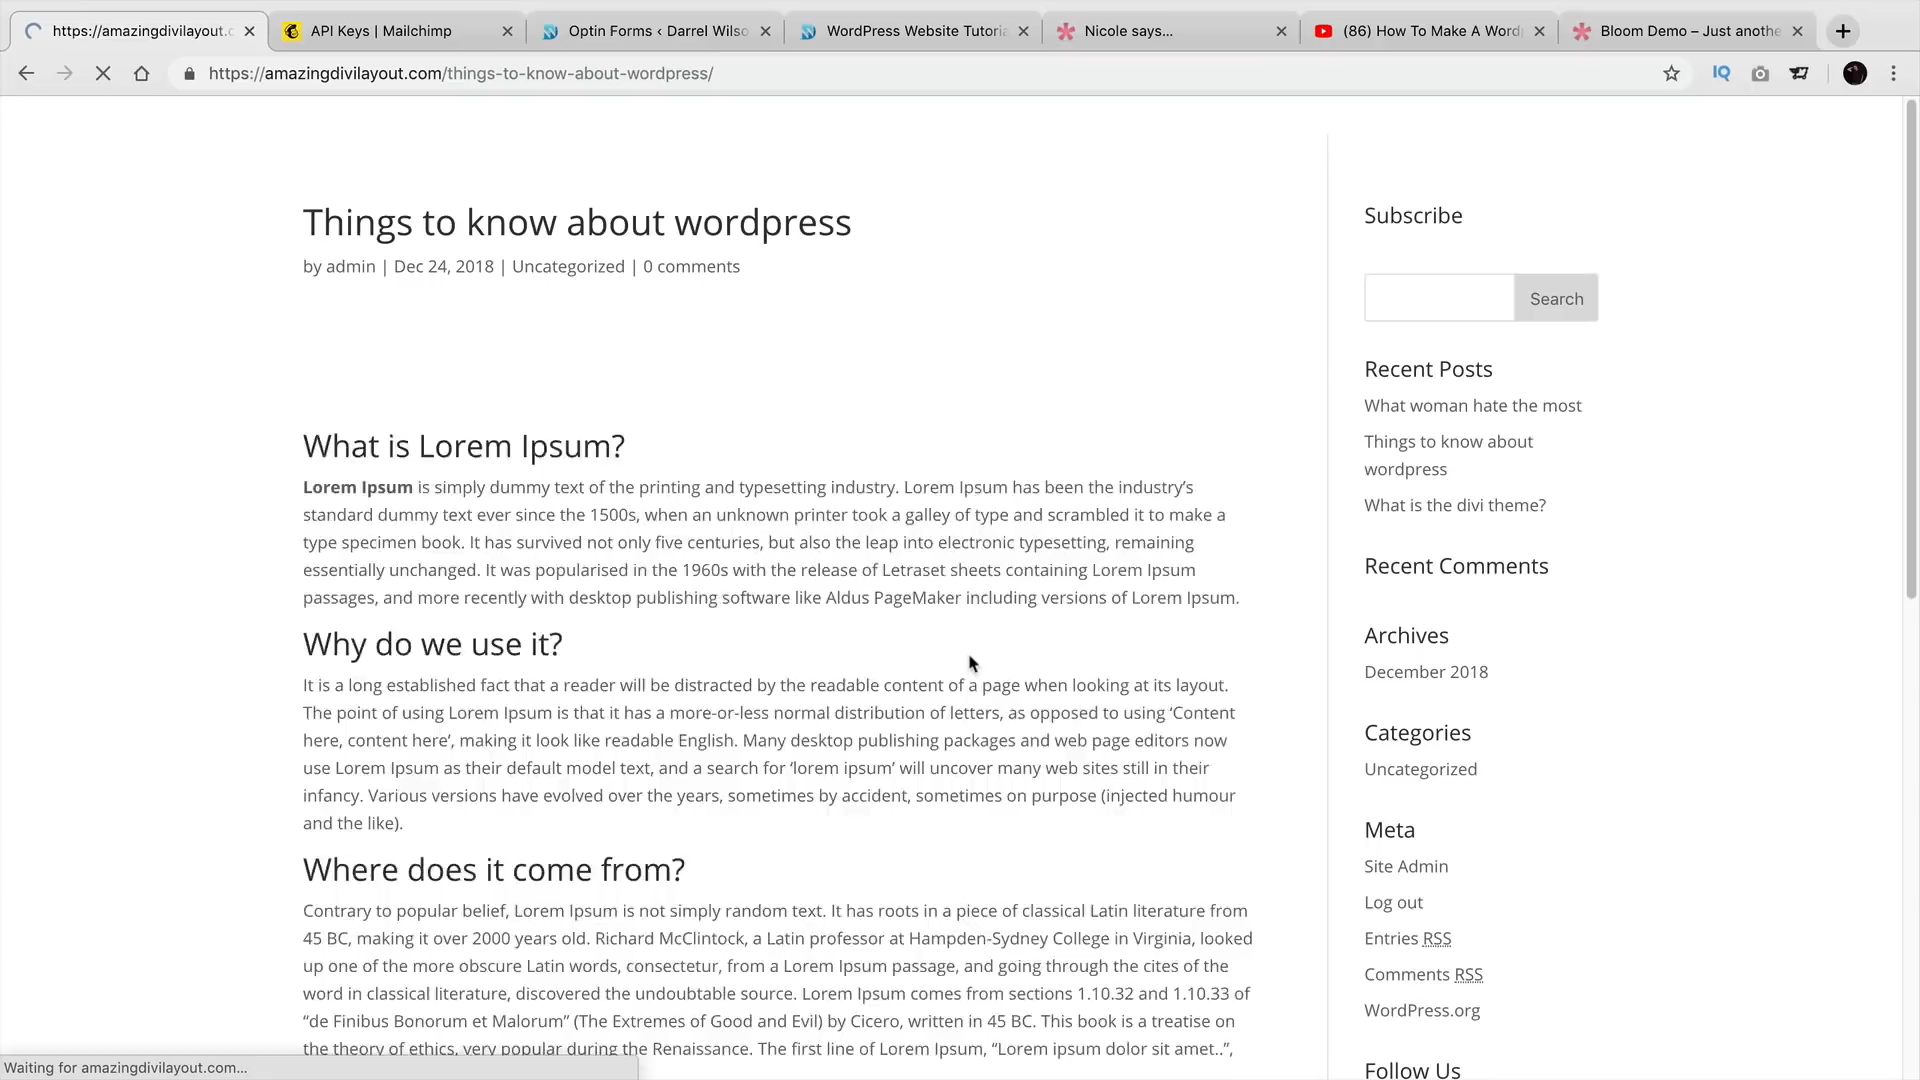 https://amazingdivilayout.c
API Keys | Mailchimp
Optin Forms ‹ Darrel Wilso
WordPress Website Tutoria
Nicole says...
(86) How To Make A Word
Bloom Demo – Just anothe
https://amazingdivilayout.com/things-to-know-about-wordpress/
IQ
Things to know about wordpress
by admin | Dec 24, 2018 | Uncategorized | 0 comments
What is Lorem Ipsum?
Lorem Ipsum is simply dummy text of the printing and typesetting industry. Lorem Ipsum has been the industry’s
standard dummy text ever since the 1500s, when an unknown printer took a galley of type and scrambled it to make a
type specimen book. It has survived not only five centuries, but also the leap into electronic typesetting, remaining
essentially unchanged. It was popularised in the 1960s with the release of Letraset sheets containing Lorem Ipsum
passages, and more recently with desktop publishing software like Aldus PageMaker including versions of Lorem Ipsum.
Why do we use it?
It is a long established fact that a reader will be distracted by the readable content of a page when looking at its layout.
The point of using Lorem Ipsum is that it has a more-or-less normal distribution of letters, as opposed to using ‘Content
here, content here’, making it look like readable English. Many desktop publishing packages and web page editors now
use Lorem Ipsum as their default model text, and a search for ‘lorem ipsum’ will uncover many web sites still in their
infancy. Various versions have evolved over the years, sometimes by accident, sometimes on purpose (injected humour
and the like).
Where does it come from?
Contrary to popular belief, Lorem Ipsum is not simply random text. It has roots in a piece of classical Latin literature from
45 BC, making it over 2000 years old. Richard McClintock, a Latin professor at Hampden-Sydney College in Virginia, looked
up one of the more obscure Latin words, consectetur, from a Lorem Ipsum passage, and going through the cites of the
word in classical literature, discovered the undoubtable source. Lorem Ipsum comes from sections 1.10.32 and 1.10.33 of
“de Finibus Bonorum et Malorum” (The Extremes of Good and Evil) by Cicero, written in 45 BC. This book is a treatise on
the theory of ethics, very popular during the Renaissance. The first line of Lorem Ipsum, “Lorem ipsum dolor sit amet..”,
Subscribe
Search
Recent Posts
What woman hate the most
Things to know about
wordpress
What is the divi theme?
Recent Comments
Archives
December 2018
Categories
Uncategorized
Meta
Site Admin
Log out
Entries RSS
Comments RSS
WordPress.org
Follow Us
Waiting for amazingdivilayout.com...